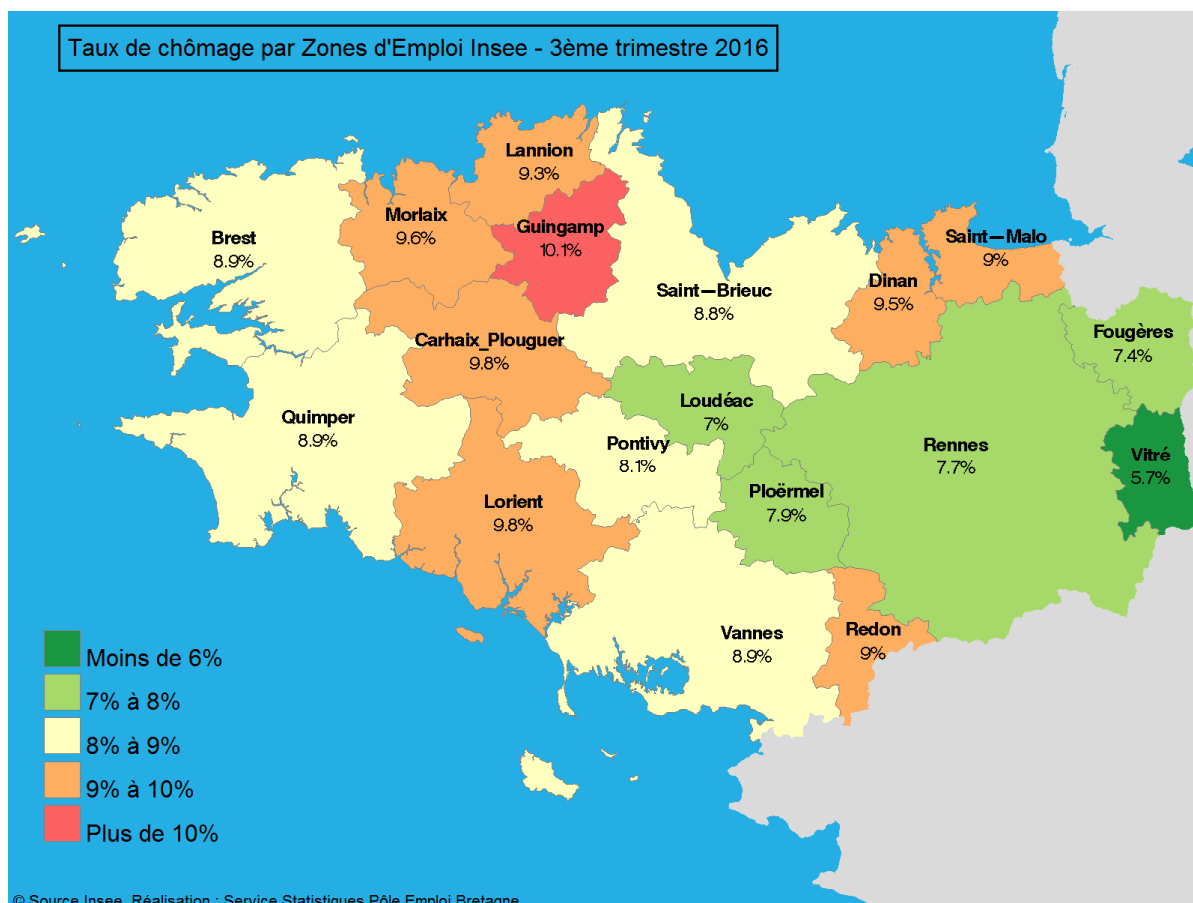 Taux de chômage par Zones d'Emploi Insee - 3ème trimestre 2016
Lannion
9.3%
Morlaix
9.6%
Guingamp
10.1%
Brest
8.9%
Saint−Malo
9%
Dinan
9.5%
Saint−Brieuc
8.8%
Fougères
7.4%
Carhaix_Plouguer
9.8%
Loudéac
7%
Quimper
8.9%
Pontivy
8.1%
Rennes
7.7%
Vitré
5.7%
Lorient
9.8%
Ploërmel
7.9%
Vannes
8.9%
Redon
9%
Moins de 6%
7% à 8%
8% à 9%
9% à 10%
Plus de 10%
© Source Insee, Réalisation : Service Statistiques Pôle Emploi Bretagne